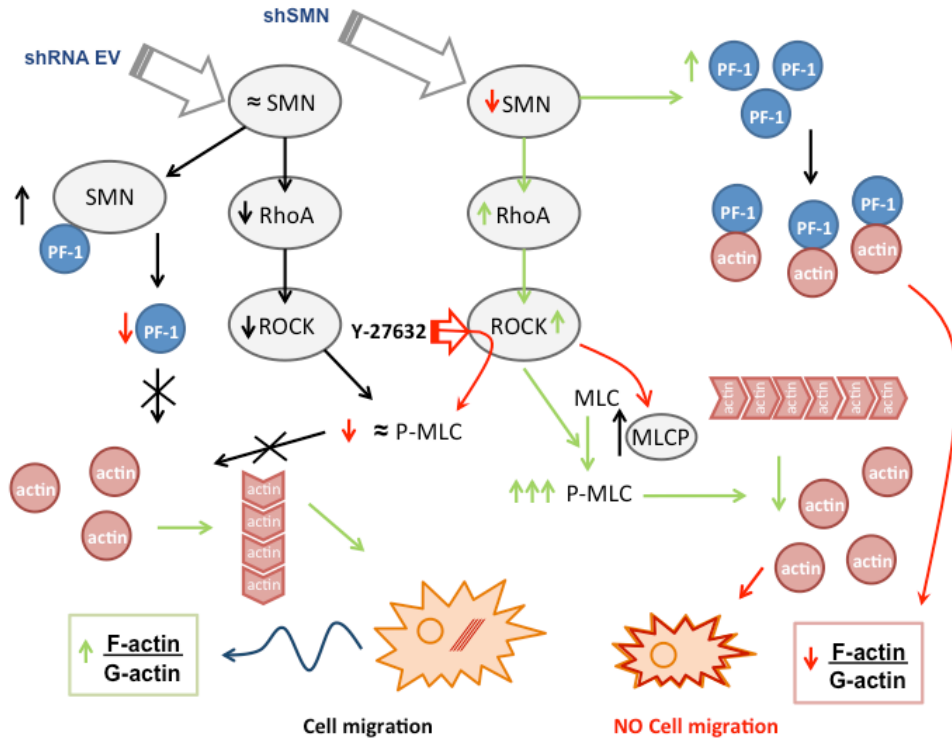 shSMN
shRNA EV
≈ SMN
↓ SMN
↑ PF-1
PF-1
PF-1
↑ SMN
PF-1
↓ RhoA
↑ RhoA
PF-1
PF-1
PF-1
actin
actin
actin
↓ PF-1
↓ ROCK
Y-27632
ROCK ↑
MLC
↑ MLCP
actin actin actin actin actin actin
↓ ≈ P-MLC
↑↑↑ P-MLC
actin
actin
actin
actin
actin
actin
actin
actin
actin
actin
actin
↑ F-actin
G-actin
↓ F-actin
G-actin
Cell migration
NO Cell migration